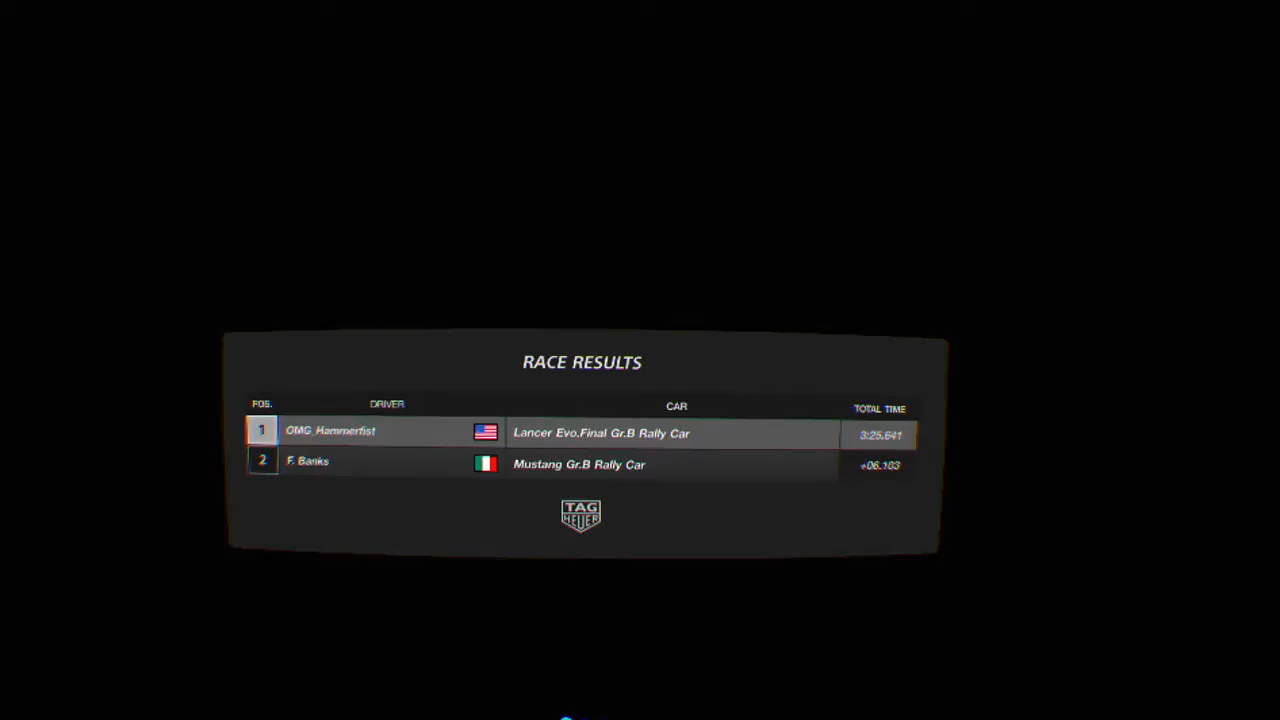 RACE RESULTS
POS. DRIVER CAR TOTAL TIME
1 OMG_Hammerfist Lancer Evo.Final Gr.B Rally Car 3:25.641
2 F. Banks Mustang Gr.B Rally Car +06.103
TAG
HEUER